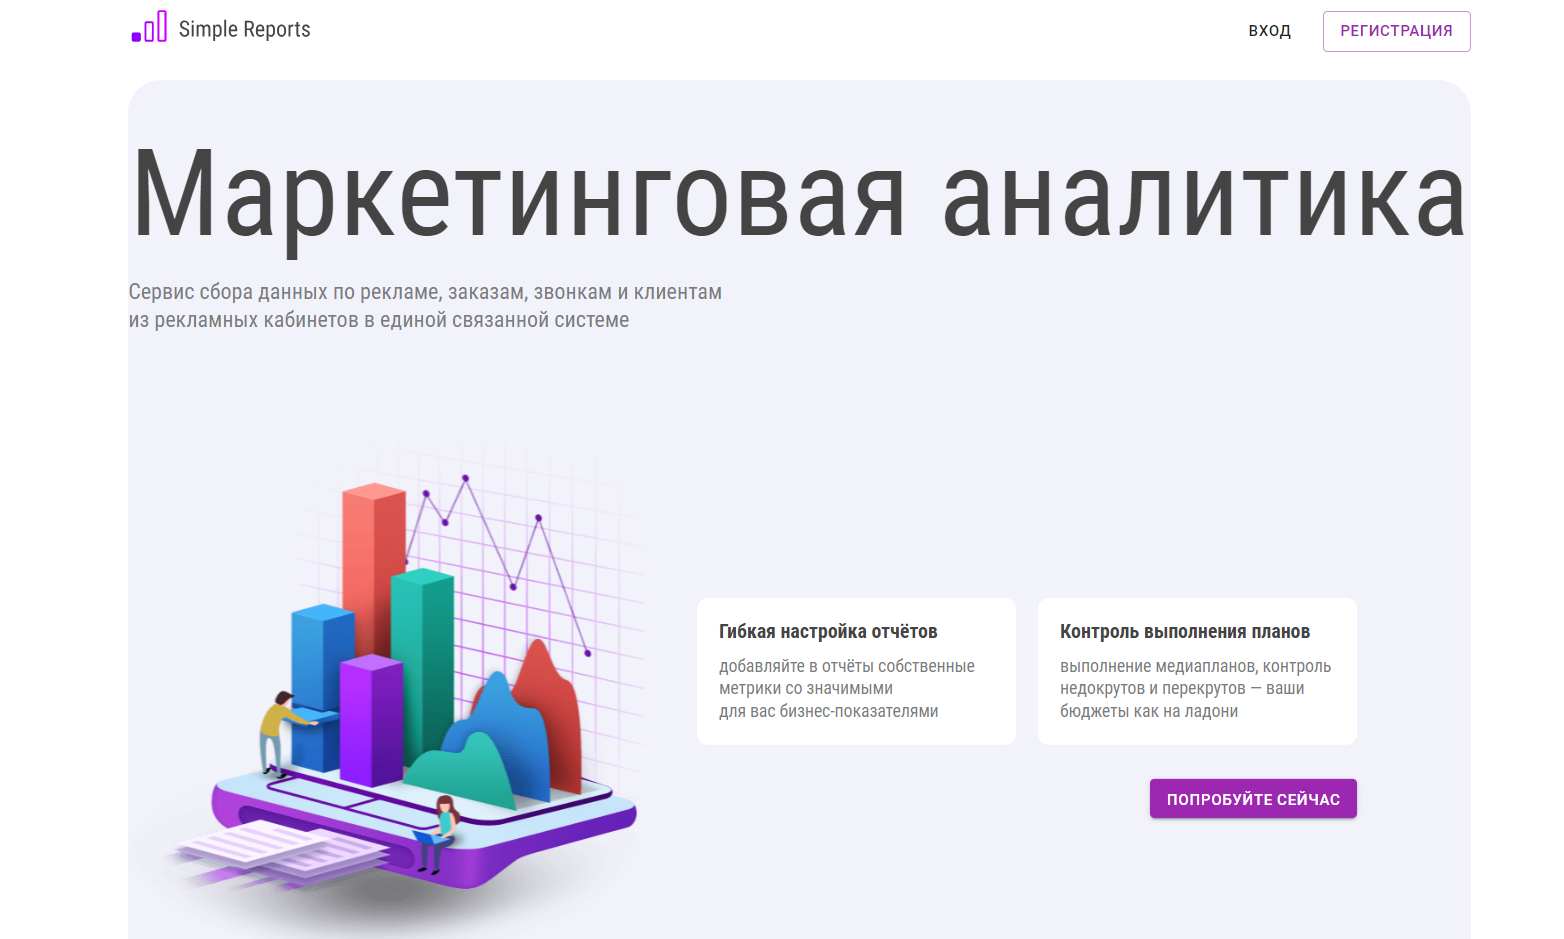 Simple Reports
ВХОД
РЕГИСТРАЦИЯ
Маркетинговая аналитика
Сервис сбора данных по рекламе, заказам, звонкам и клиентам
из рекламных кабинетов в единой связанной системе
Гибкая настройка отчётов
добавляйте в отчёты собственные
метрики со значимыми
для вас бизнес-показателями
Контроль выполнения планов
выполнение медиапланов, контроль
недокрутов и перекрутов — ваши
бюджеты как на ладони
ПОПРОБУЙТЕ СЕЙЧАС